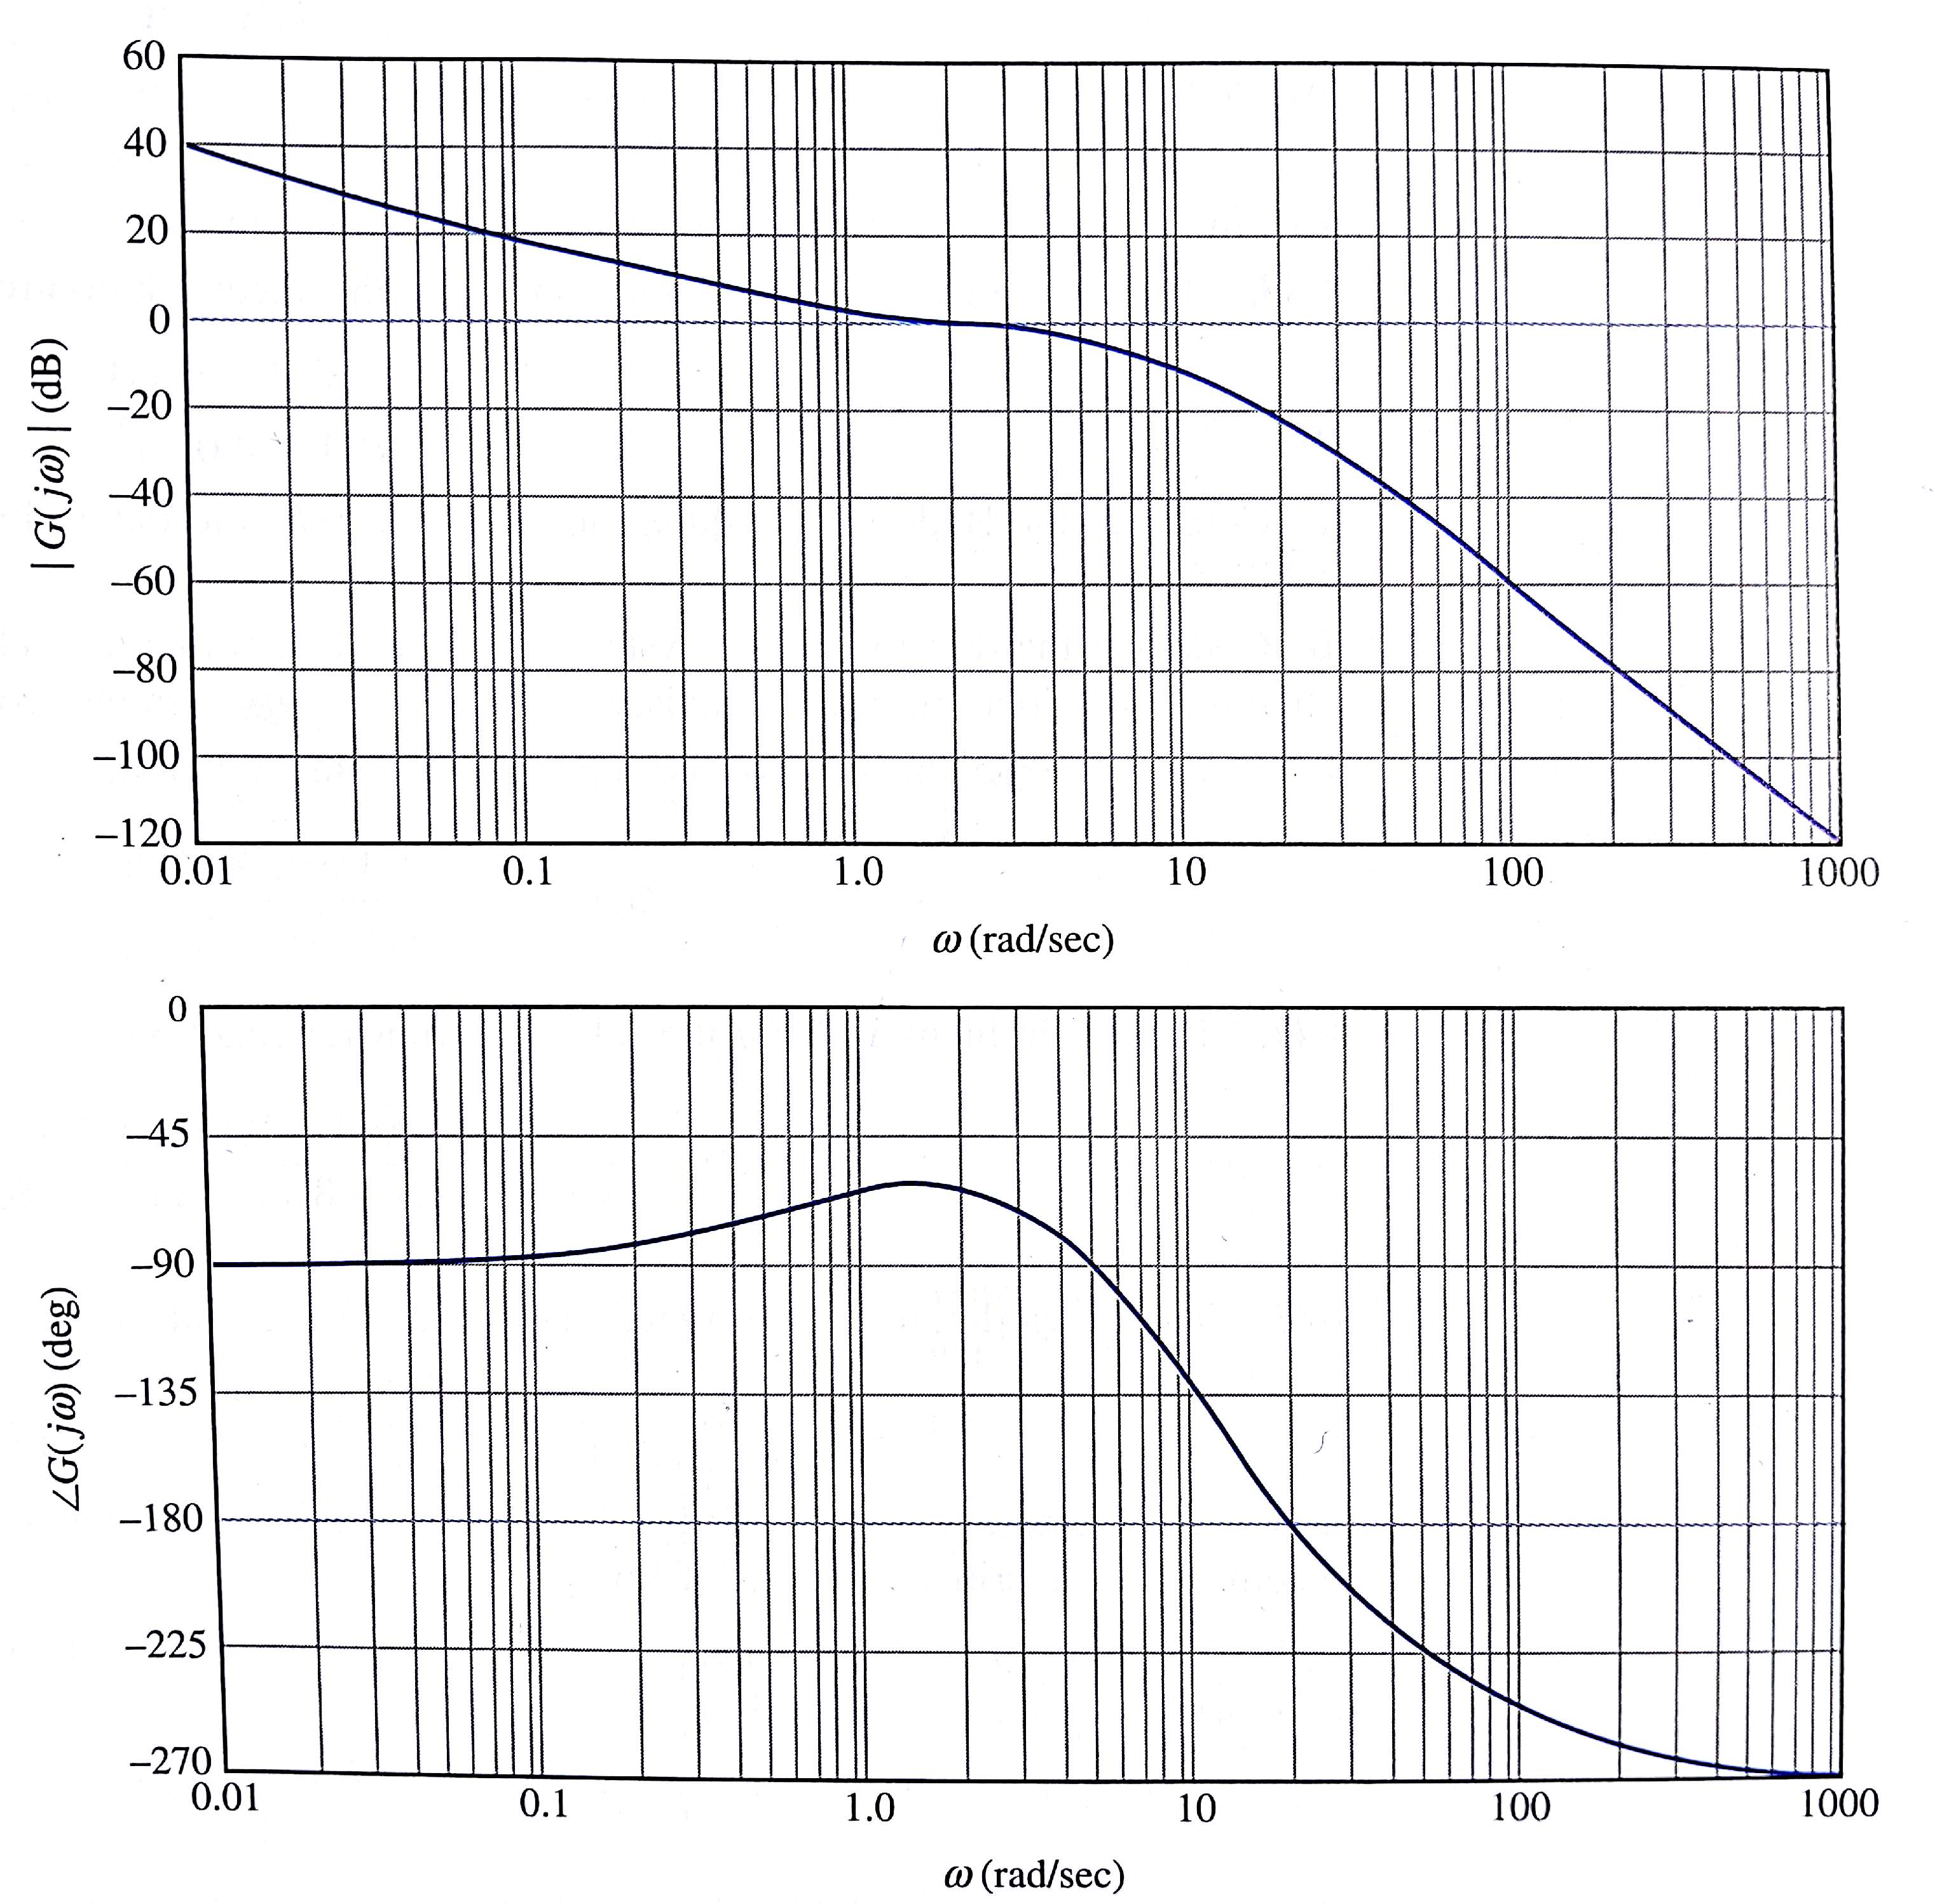 60
40
20
0
–20
–40
–60
–80
–100
–120
| G( jω) | (dB)
0.01 0.1 1.0 10 100 1000
ω (rad/sec)
0
–45
–90
–135
–180
–225
–270
∠G( jω) (deg)
0.01 0.1 1.0 10 100 1000
ω (rad/sec)